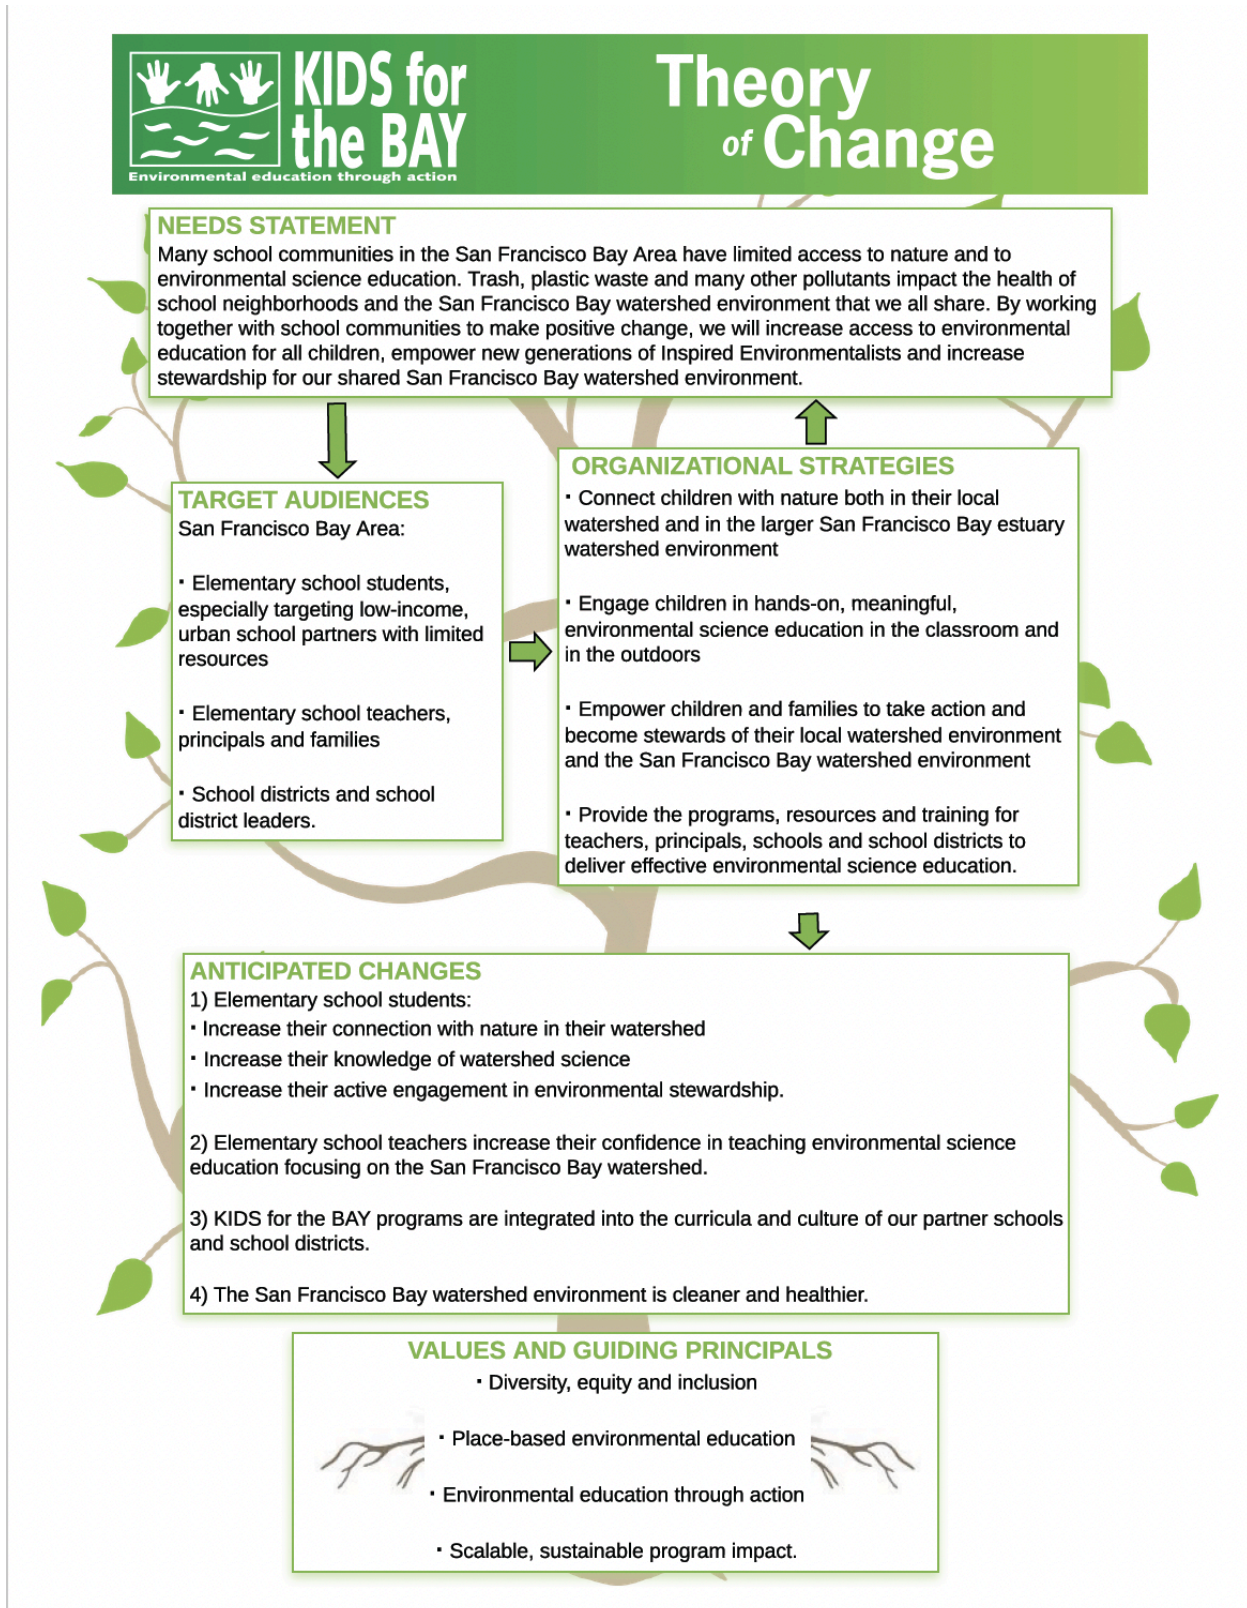 KIDS for
the BAY
Environmental education through action
Theory
of Change
NEEDS STATEMENT
Many school communities in the San Francisco Bay Area have limited access to nature and to
environmental science education. Trash, plastic waste and many other pollutants impact the health of
school neighborhoods and the San Francisco Bay watershed environment that we all share. By working
together with school communities to make positive change, we will increase access to environmental
education for all children, empower new generations of Inspired Environmentalists and increase
stewardship for our shared San Francisco Bay watershed environment.
TARGET AUDIENCES
San Francisco Bay Area:
· Elementary school students,
especially targeting low-income,
urban school partners with limited
resources
· Elementary school teachers,
principals and families
· School districts and school
district leaders.
ORGANIZATIONAL STRATEGIES
· Connect children with nature both in their local
watershed and in the larger San Francisco Bay estuary
watershed environment
· Engage children in hands-on, meaningful,
environmental science education in the classroom and
in the outdoors
· Empower children and families to take action and
become stewards of their local watershed environment
and the San Francisco Bay watershed environment
· Provide the programs, resources and training for
teachers, principals, schools and school districts to
deliver effective environmental science education.
ANTICIPATED CHANGES
1) Elementary school students:
· Increase their connection with nature in their watershed
· Increase their knowledge of watershed science
· Increase their active engagement in environmental stewardship.
2) Elementary school teachers increase their confidence in teaching environmental science
education focusing on the San Francisco Bay watershed.
3) KIDS for the BAY programs are integrated into the curricula and culture of our partner schools
and school districts.
4) The San Francisco Bay watershed environment is cleaner and healthier.
VALUES AND GUIDING PRINCIPALS
· Diversity, equity and inclusion
· Place-based environmental education
· Environmental education through action
· Scalable, sustainable program impact.